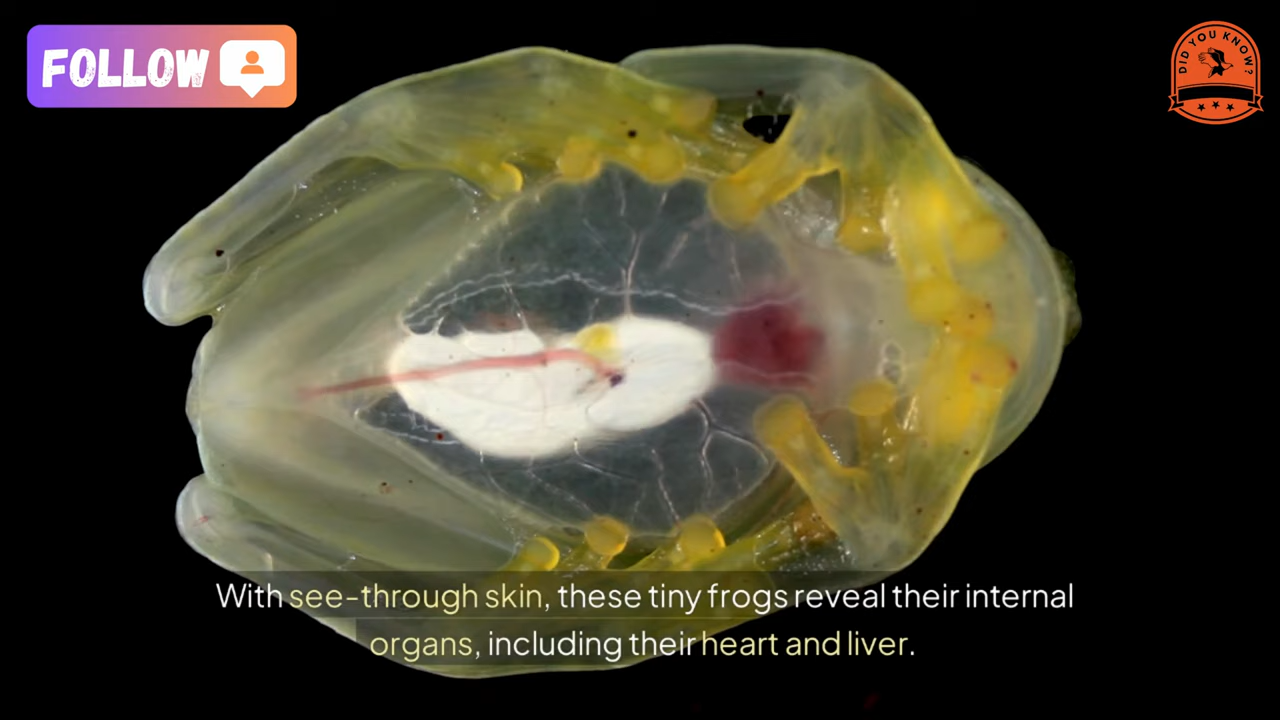 FOLLOW
DID YOU KNOW?
With see-through skin, these tiny frogs reveal their internal
organs, including their heart and liver.